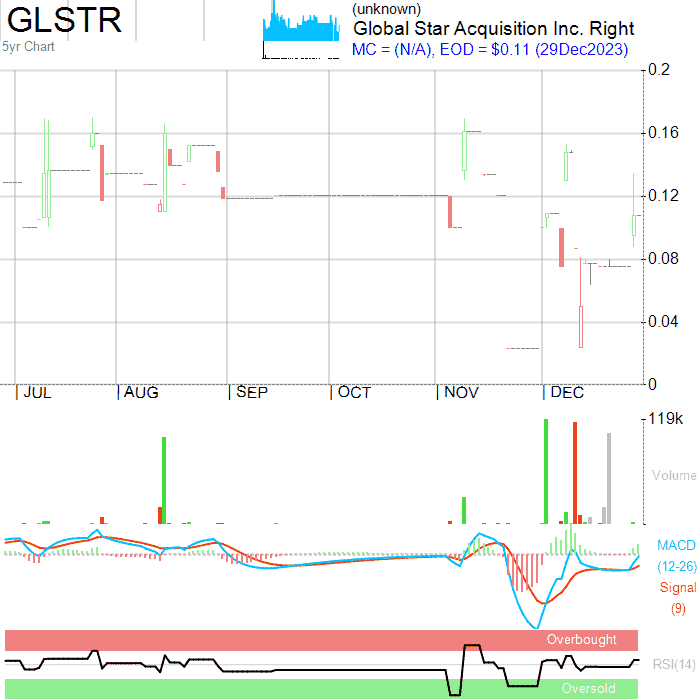 GLSTR
5yr Chart
(unknown)
Global Star Acquisition Inc. Right
MC = (N/A), EOD = $0.11 (29Dec2023)
0.2
0.16
0.12
0.08
0.04
0
JUL AUG SEP OCT NOV DEC
119k
Volume
MACD
(12-26)
Signal
(9)
Overbought
RSI(14)
Oversold